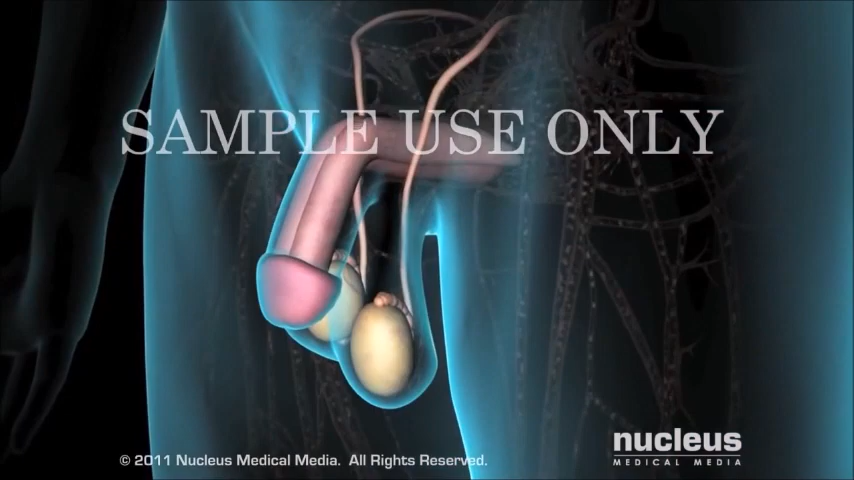 SAMPLE USE ONLY
© 2011 Nucleus Medical Media. All Rights Reserved.
nucleus
MEDICAL MEDIA